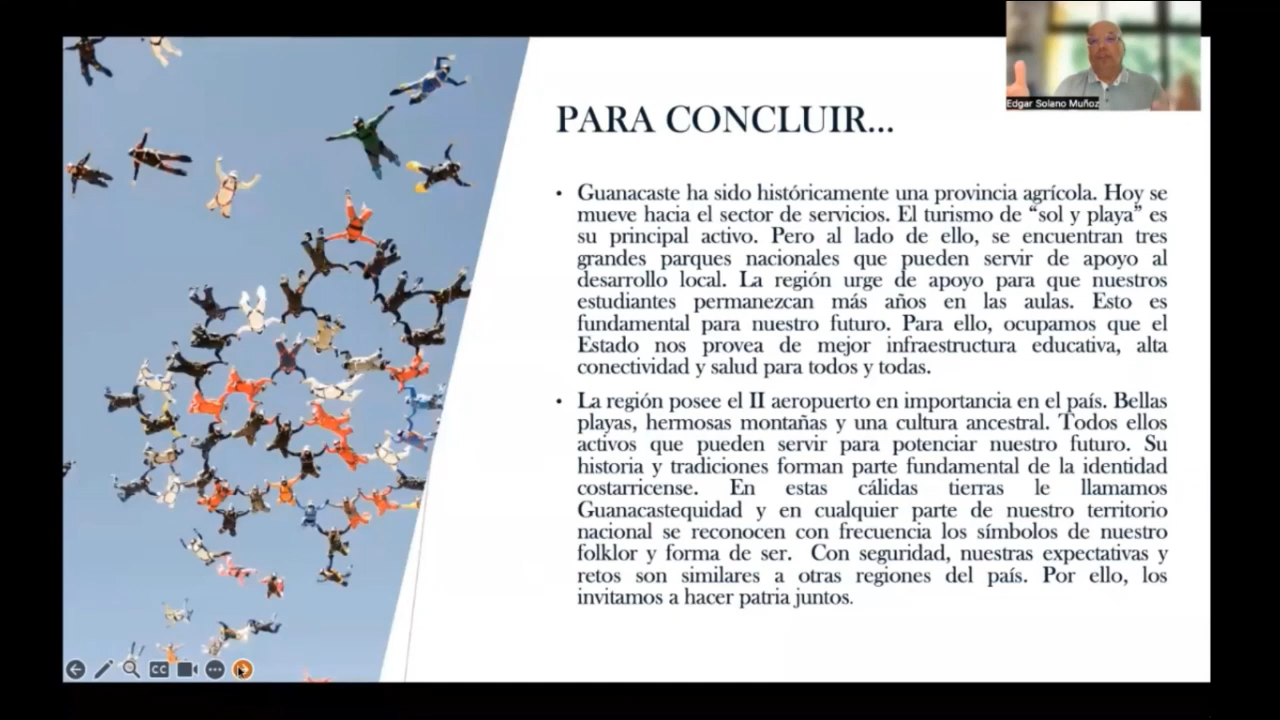 Edgar Solano Muñoz
PARA CONCLUIR...
• Guanacaste ha sido históricamente una provincia agrícola. Hoy se
mueve hacia el sector de servicios. El turismo de “sol y playa” es
su principal activo. Pero al lado de ello, se encuentran tres
grandes parques nacionales que pueden servir de apoyo al
desarrollo local. La región urge de apoyo para que nuestros
estudiantes permanezcan más años en las aulas. Esto es
fundamental para nuestro futuro. Para ello, ocupamos que el
Estado nos provea de mejor infraestructura educativa, alta
conectividad y salud para todos y todas.
• La región posee el II aeropuerto en importancia en el país. Bellas
playas, hermosas montañas y una cultura ancestral. Todos ellos
activos que pueden servir para potenciar nuestro futuro. Su
historia y tradiciones forman parte fundamental de la identidad
costarricense. En estas cálidas tierras le llamamos
Guanacastequidad y en cualquier parte de nuestro territorio
nacional se reconocen con frecuencia los símbolos de nuestro
folklor y forma de ser. Con seguridad, nuestras expectativas y
retos son similares a otras regiones del país. Por ello, los
invitamos a hacer patria juntos.
CC